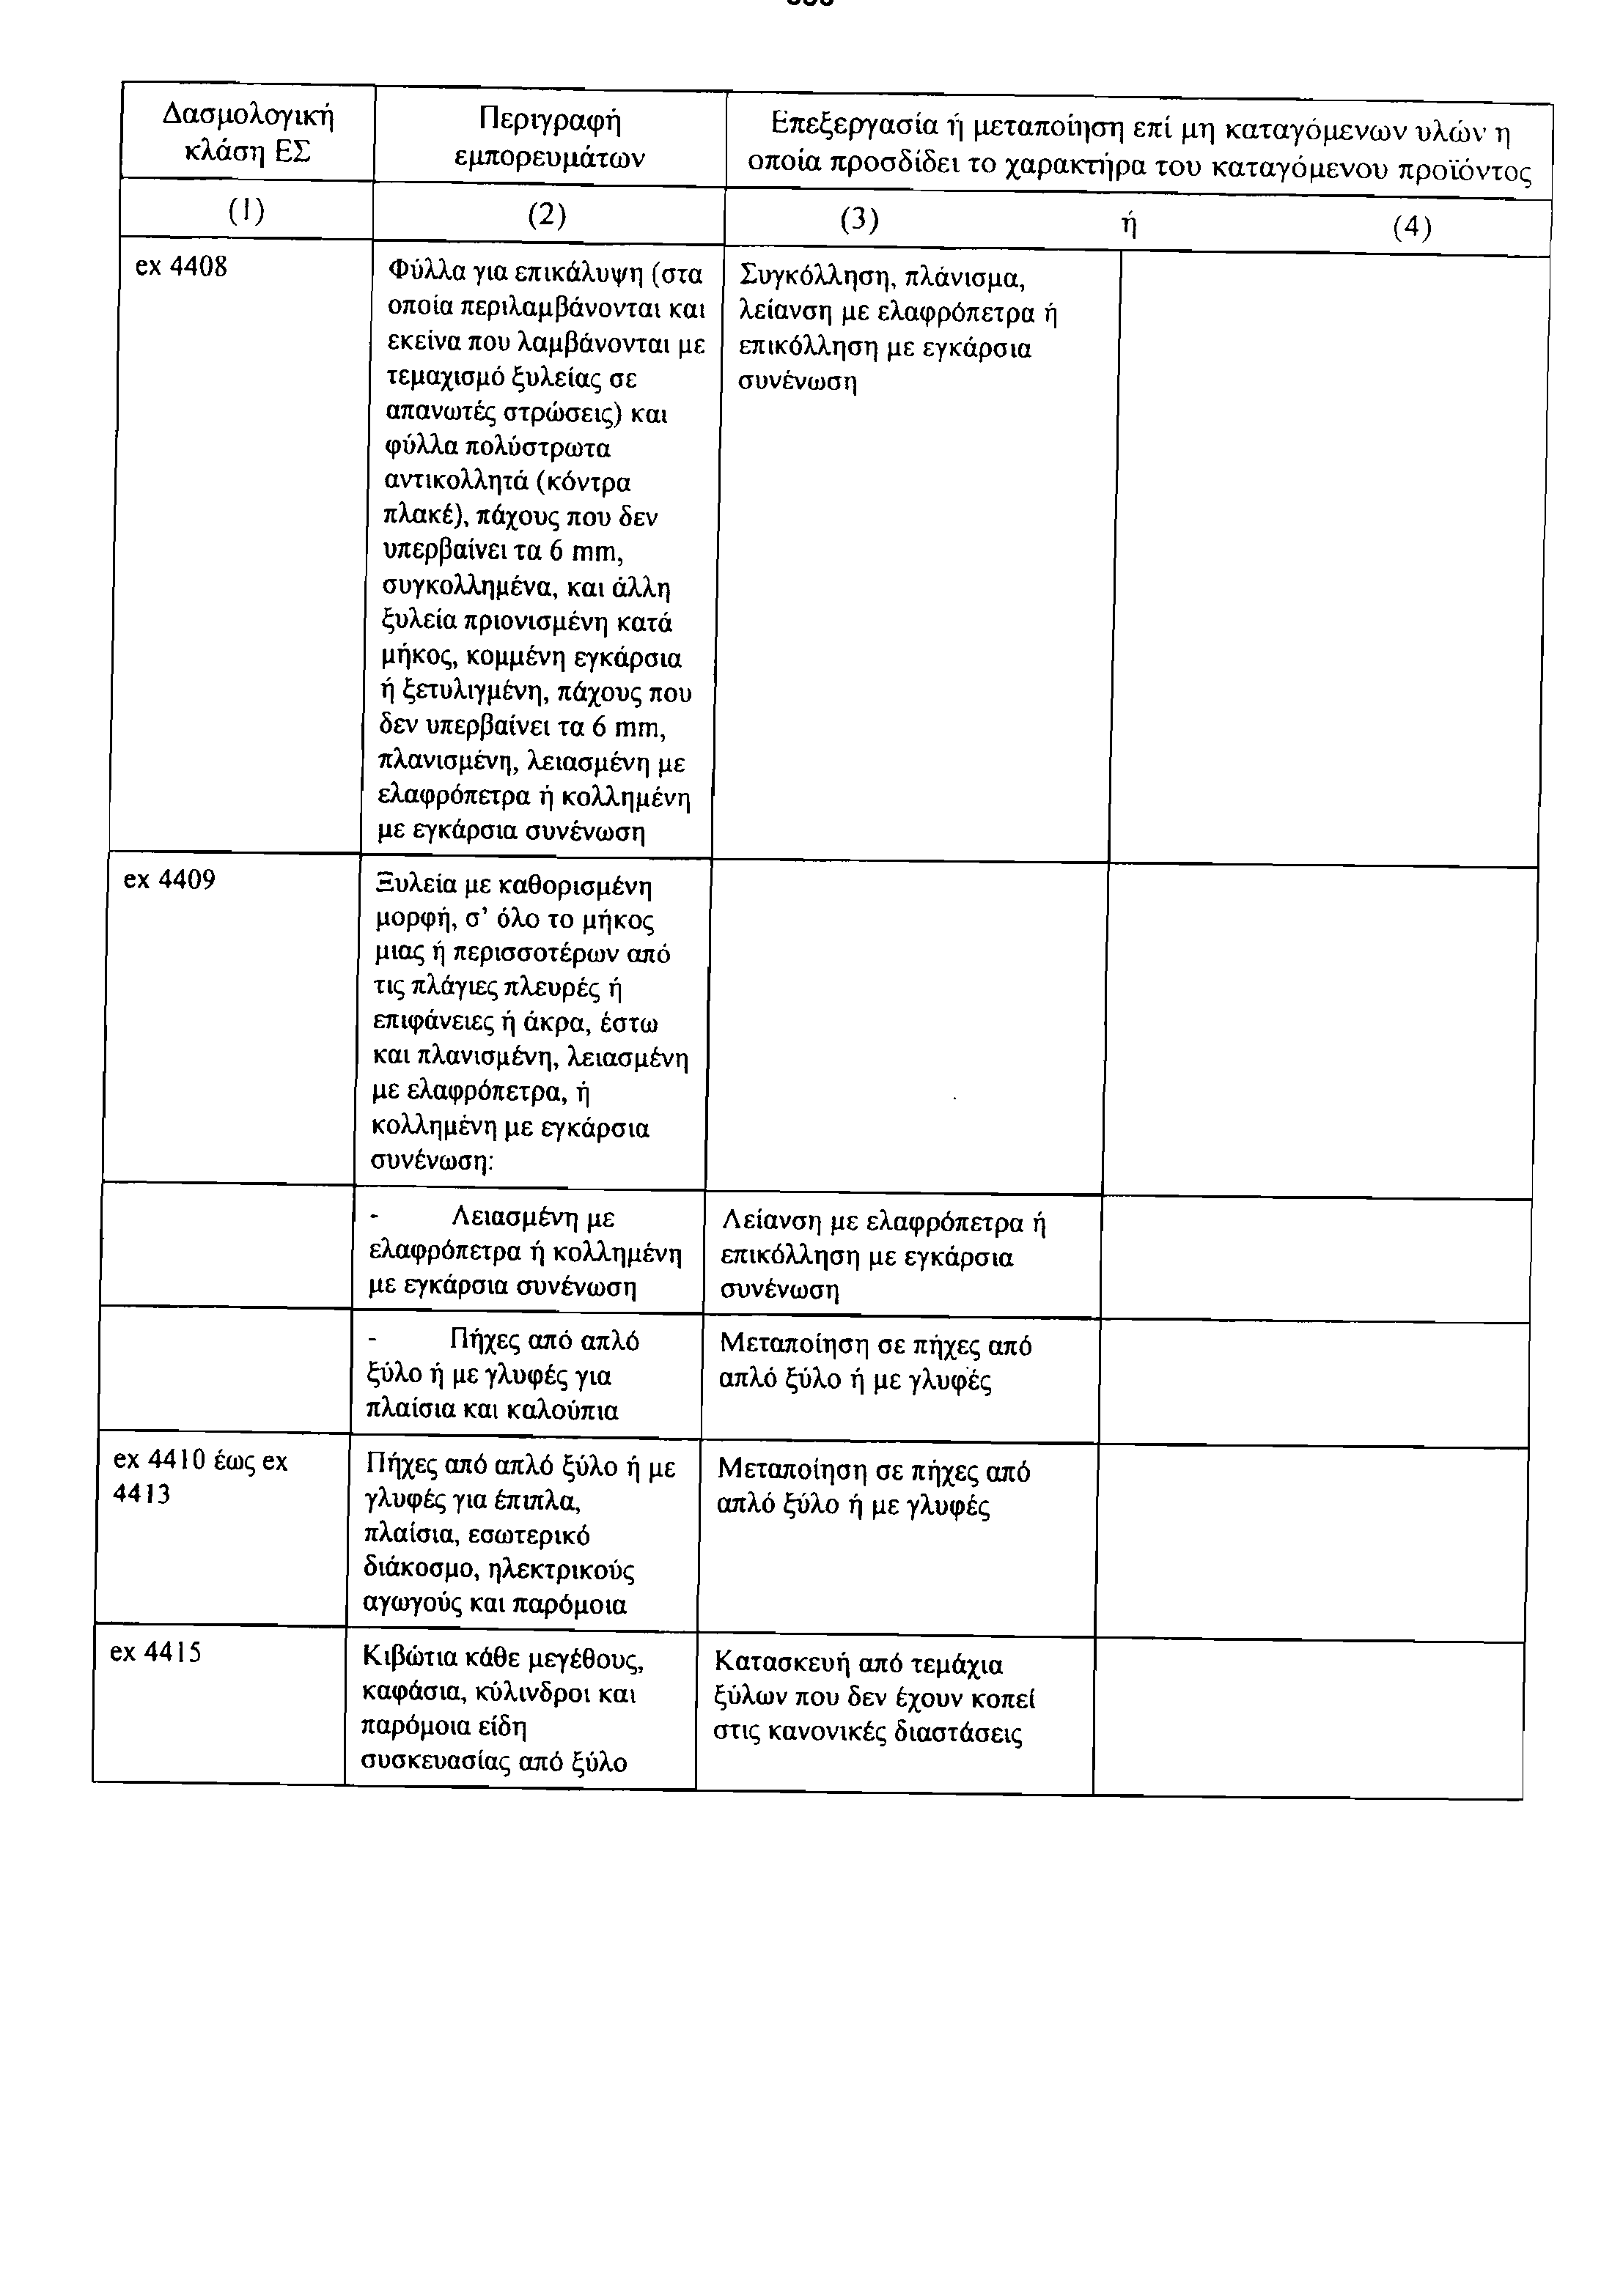 Δασμολογική
κλάση ΕΣ
Περιγραφή
εμπορευμάτων
Επεξεργασία ή μεταποίηση επί μη καταγόμενων υλών η
οποία προσδίδει το χαρακτήρα του καταγόμενου προϊόντος
(1)
(2)
(3) ή (4)
ex 4408
Φύλλα για επικάλυψη (στα
οποία περιλαμβάνονται και
εκείνα που λαμβάνονται με
τεμαχισμό ξυλείας σε
απανωτές στρώσεις) και
φύλλα πολύστρωτα
αντικολλητά (κόντρα
πλακέ), πάχους που δεν
υπερβαίνει τα 6 mm,
συγκολλημένα, και άλλη
ξυλεία πριονισμένη κατά
μήκος, κομμένη εγκάρσια
ή ξετυλιγμένη, πάχους που
δεν υπερβαίνει τα 6 mm,
πλανισμένη, λειασμένη με
ελαφρόπετρα ή κολλημένη
με εγκάρσια συνένωση
Συγκόλληση, πλάνισμα,
λείανση με ελαφρόπετρα ή
επικόλληση με εγκάρσια
συνένωση
ex 4409
Ξυλεία με καθορισμένη
μορφή, σ’ όλο το μήκος
μιας ή περισσοτέρων από
τις πλάγιες πλευρές ή
επιφάνειες ή άκρα, έστω
και πλανισμένη, λειασμένη
με ελαφρόπετρα, ή
κολλημένη με εγκάρσια
συνένωση:
- Λειασμένη με
ελαφρόπετρα ή κολλημένη
με εγκάρσια συνένωση
Λείανση με ελαφρόπετρα ή
επικόλληση με εγκάρσια
συνένωση
- Πήχες από απλό
ξύλο ή με γλυφές για
πλαίσια και καλούπια
Μεταποίηση σε πήχες από
απλό ξύλο ή με γλυφές
ex 4410 έως ex
4413
Πήχες από απλό ξύλο ή με
γλυφές για έπιπλα,
πλαίσια, εσωτερικό
διάκοσμο, ηλεκτρικούς
αγωγούς και παρόμοια
Μεταποίηση σε πήχες από
απλό ξύλο ή με γλυφές
ex 4415
Κιβώτια κάθε μεγέθους,
καφάσια, κύλινδροι και
παρόμοια είδη
συσκευασίας από ξύλο
Κατασκευή από τεμάχια
ξύλων που δεν έχουν κοπεί
στις κανονικές διαστάσεις